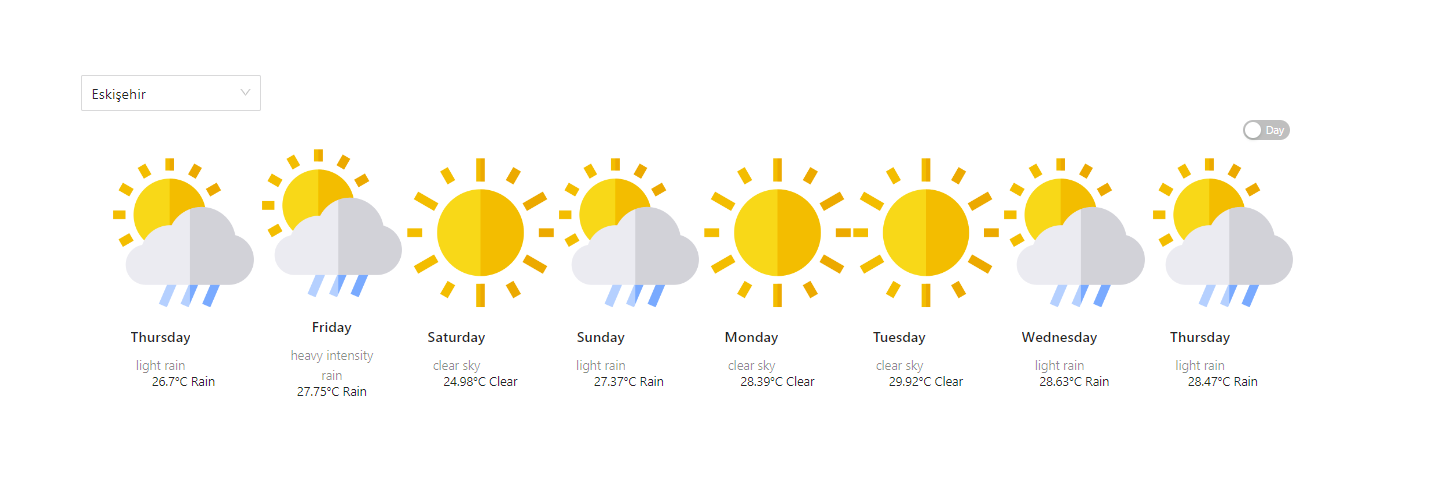 Eskişehir
Day
Thursday
light rain
26.7°C Rain
Friday
heavy intensity
rain
27.75°C Rain
Saturday
clear sky
24.98°C Clear
Sunday
light rain
27.37°C Rain
Monday
clear sky
28.39°C Clear
Tuesday
clear sky
29.92°C Clear
Wednesday
light rain
28.63°C Rain
Thursday
light rain
28.47°C Rain